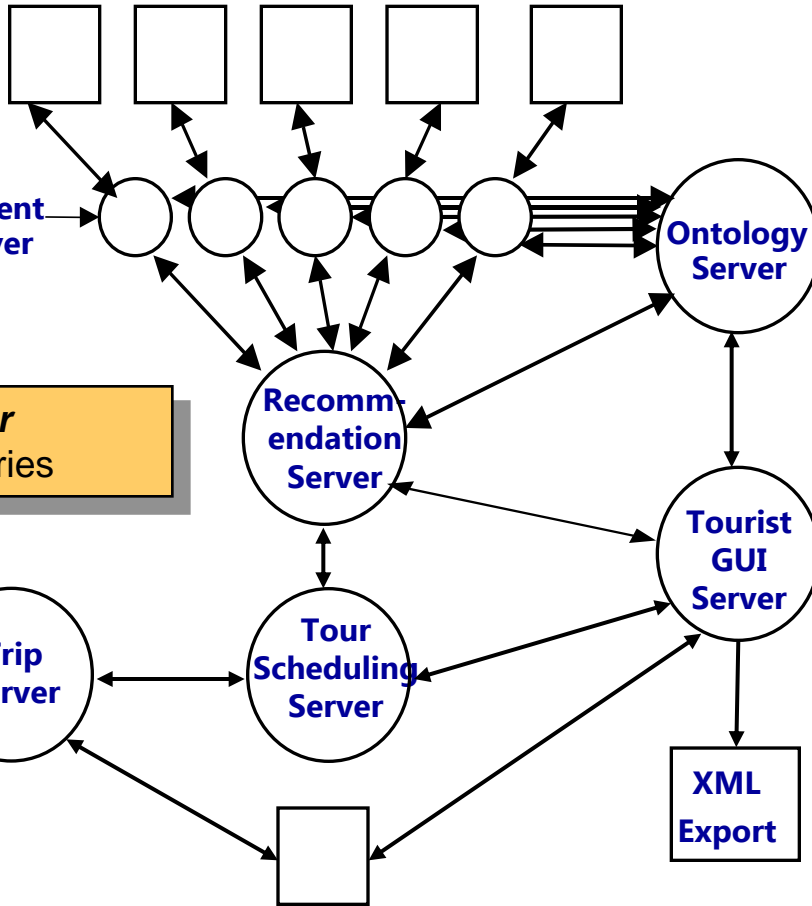 ent
ver
Ontology
Server
r
ries
Recomm-
endation
Server
Tourist
GUI
Server
Tour
Scheduling
Server
rip
rver
XML
Export